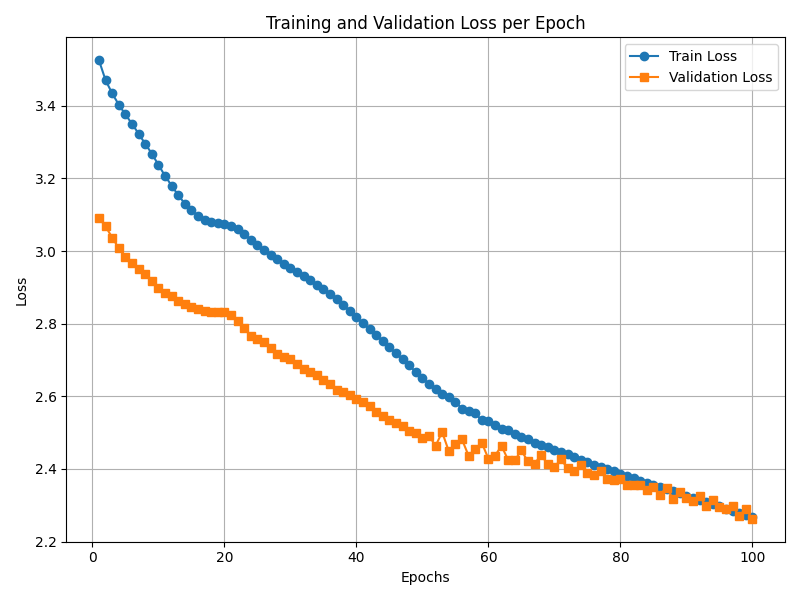 Training and Validation Loss per Epoch
Train Loss
Validation Loss
Loss
3.4
3.2
3.0
2.8
2.6
2.4
2.2
0 20 40 60 80 100
Epochs